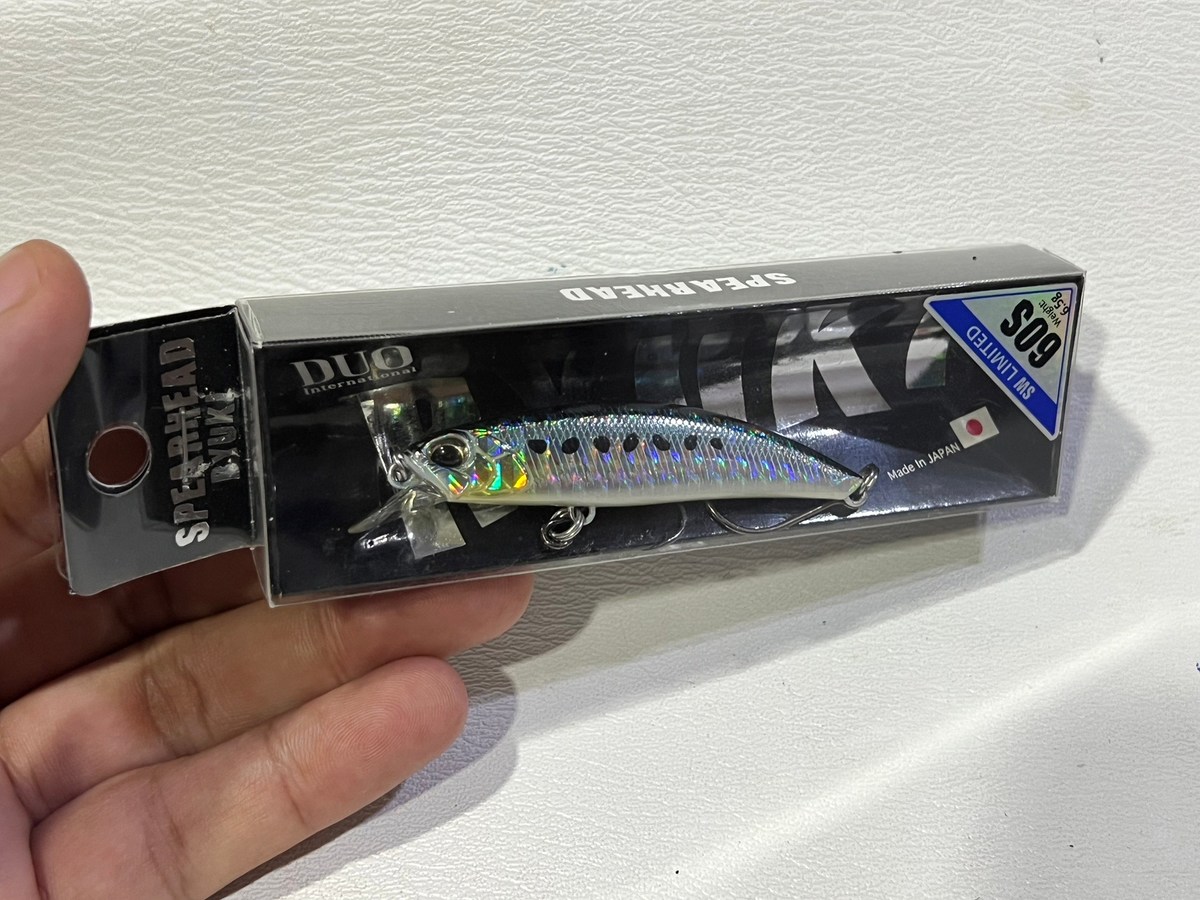 SPEARHEAD
RYUKI
SPEARHEAD
DUO
International
60S
Weight:
6.5g
SW LIMITED
Made In JAPAN